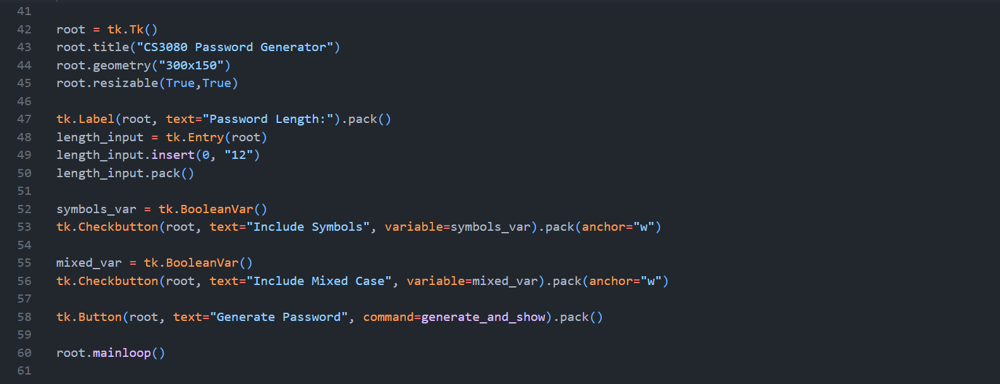 41
42 root = tk.Tk()
43 root.title("CS3080 Password Generator")
44 root.geometry("300x150")
45 root.resizable(True,True)
46
47 tk.Label(root, text="Password Length:").pack()
48 length_input = tk.Entry(root)
49 length_input.insert(0, "12")
50 length_input.pack()
51
52 symbols_var = tk.BooleanVar()
53 tk.Checkbutton(root, text="Include Symbols", variable=symbols_var).pack(anchor="w")
54
55 mixed_var = tk.BooleanVar()
56 tk.Checkbutton(root, text="Include Mixed Case", variable=mixed_var).pack(anchor="w")
57
58 tk.Button(root, text="Generate Password", command=generate_and_show).pack()
59
60 root.mainloop()
61